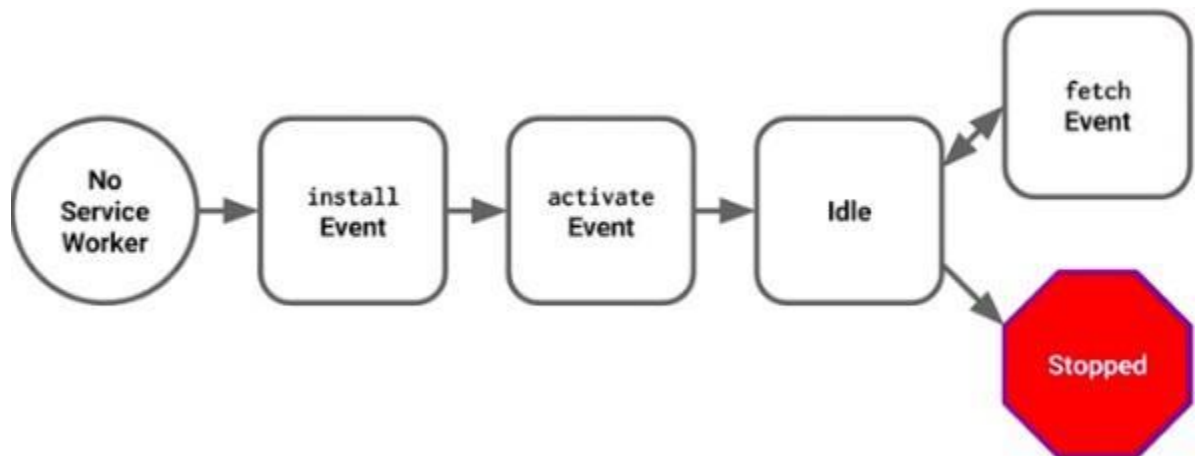 No
Service
Worker
install
Event
activate
Event
Idle
fetch
Event
Stopped